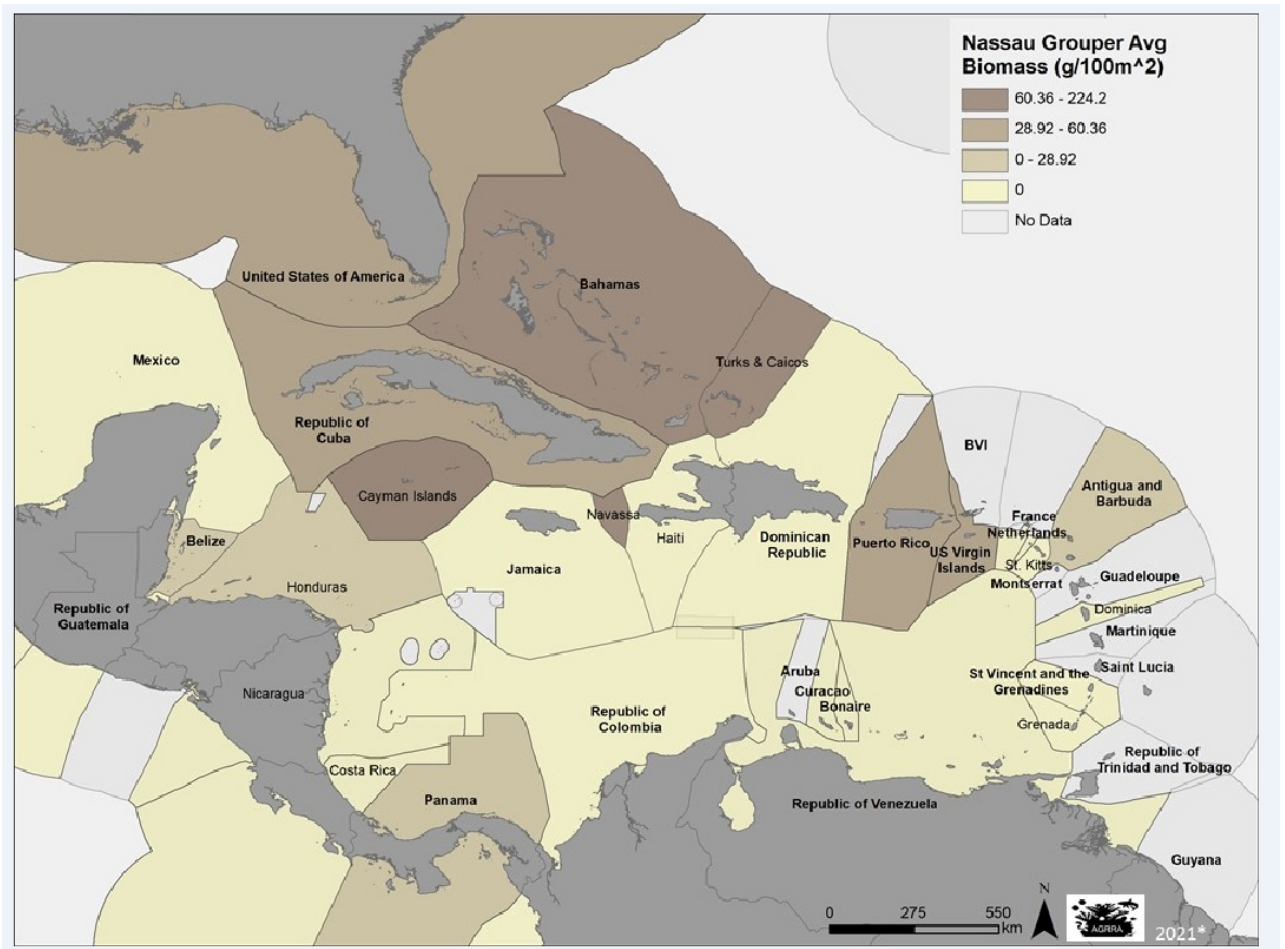 Nassau Grouper Avg
Biomass (g/100m^2)
60.36 - 224.2
28.92 - 60.36
0 - 28.92
0
No Data
United States of America
Bahamas
Mexico
Turks & Caicos
Republic of
Cuba
BVI
Cayman Islands
Antigua and
Barbuda
Navassa
France
Netherlands
Belize
Haiti
Dominican
Republic
Puerto Rico
US Virgin
Islands
St. Kitts
Jamaica
Montserrat
Guadeloupe
Honduras
Republic of
Guatemala
Dominica
Martinique
Aruba
Saint Lucia
St Vincent and the
Grenadines
Nicaragua
Curacao
Bonaire
Republic of
Colombia
Grenada
Costa Rica
Republic of
Trinidad and Tobago
Panama
Republic of Venezuela
Guyana
0 275 550
km
N
AGRRA
2021*